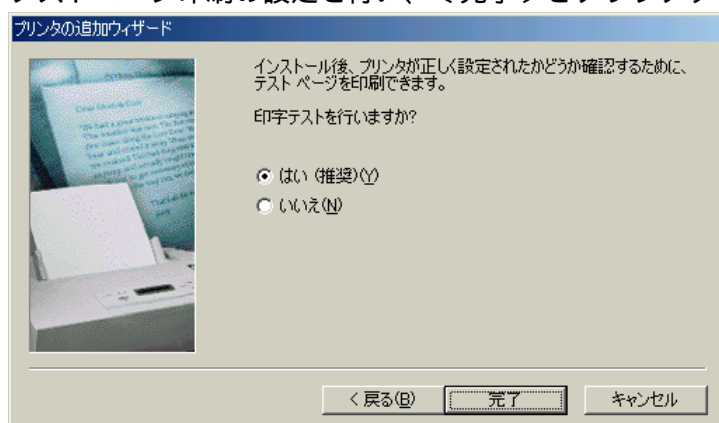 プリンタの追加ウィザード
インストール後、プリンタが正しく設定されたかどうか確認するために、
テスト ページを印刷できます。
印字テストを行いますか?
はい (推奨)(Y)
いいえ(N)
< 戻る(B)
完了
キャンセル